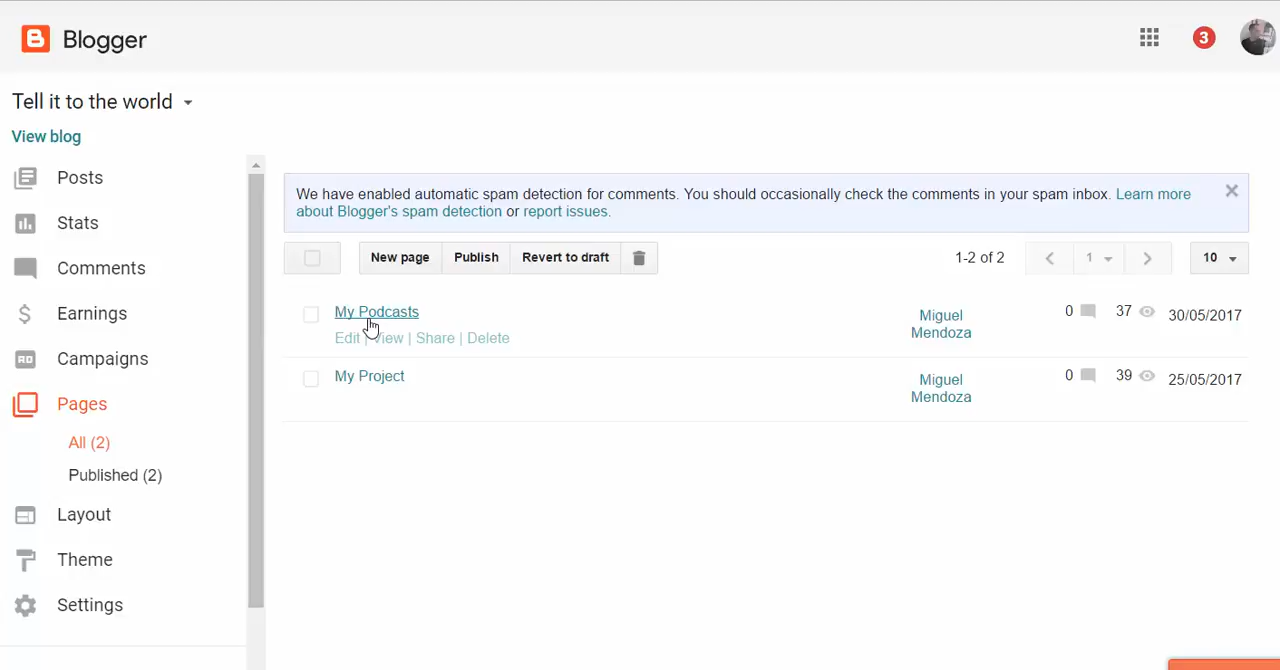 Blogger
3
Tell it to the world
View blog
Posts
Stats
Comments
Earnings
Campaigns
Pages
All (2)
Published (2)
Layout
Theme
Settings
We have enabled automatic spam detection for comments. You should occasionally check the comments in your spam inbox. Learn more
about Blogger's spam detection or report issues.
New page Publish Revert to draft 1-2 of 2 1 10
My Podcasts Miguel Mendoza 0 37 30/05/2017
Edit | View | Share | Delete
My Project Miguel Mendoza 0 39 25/05/2017